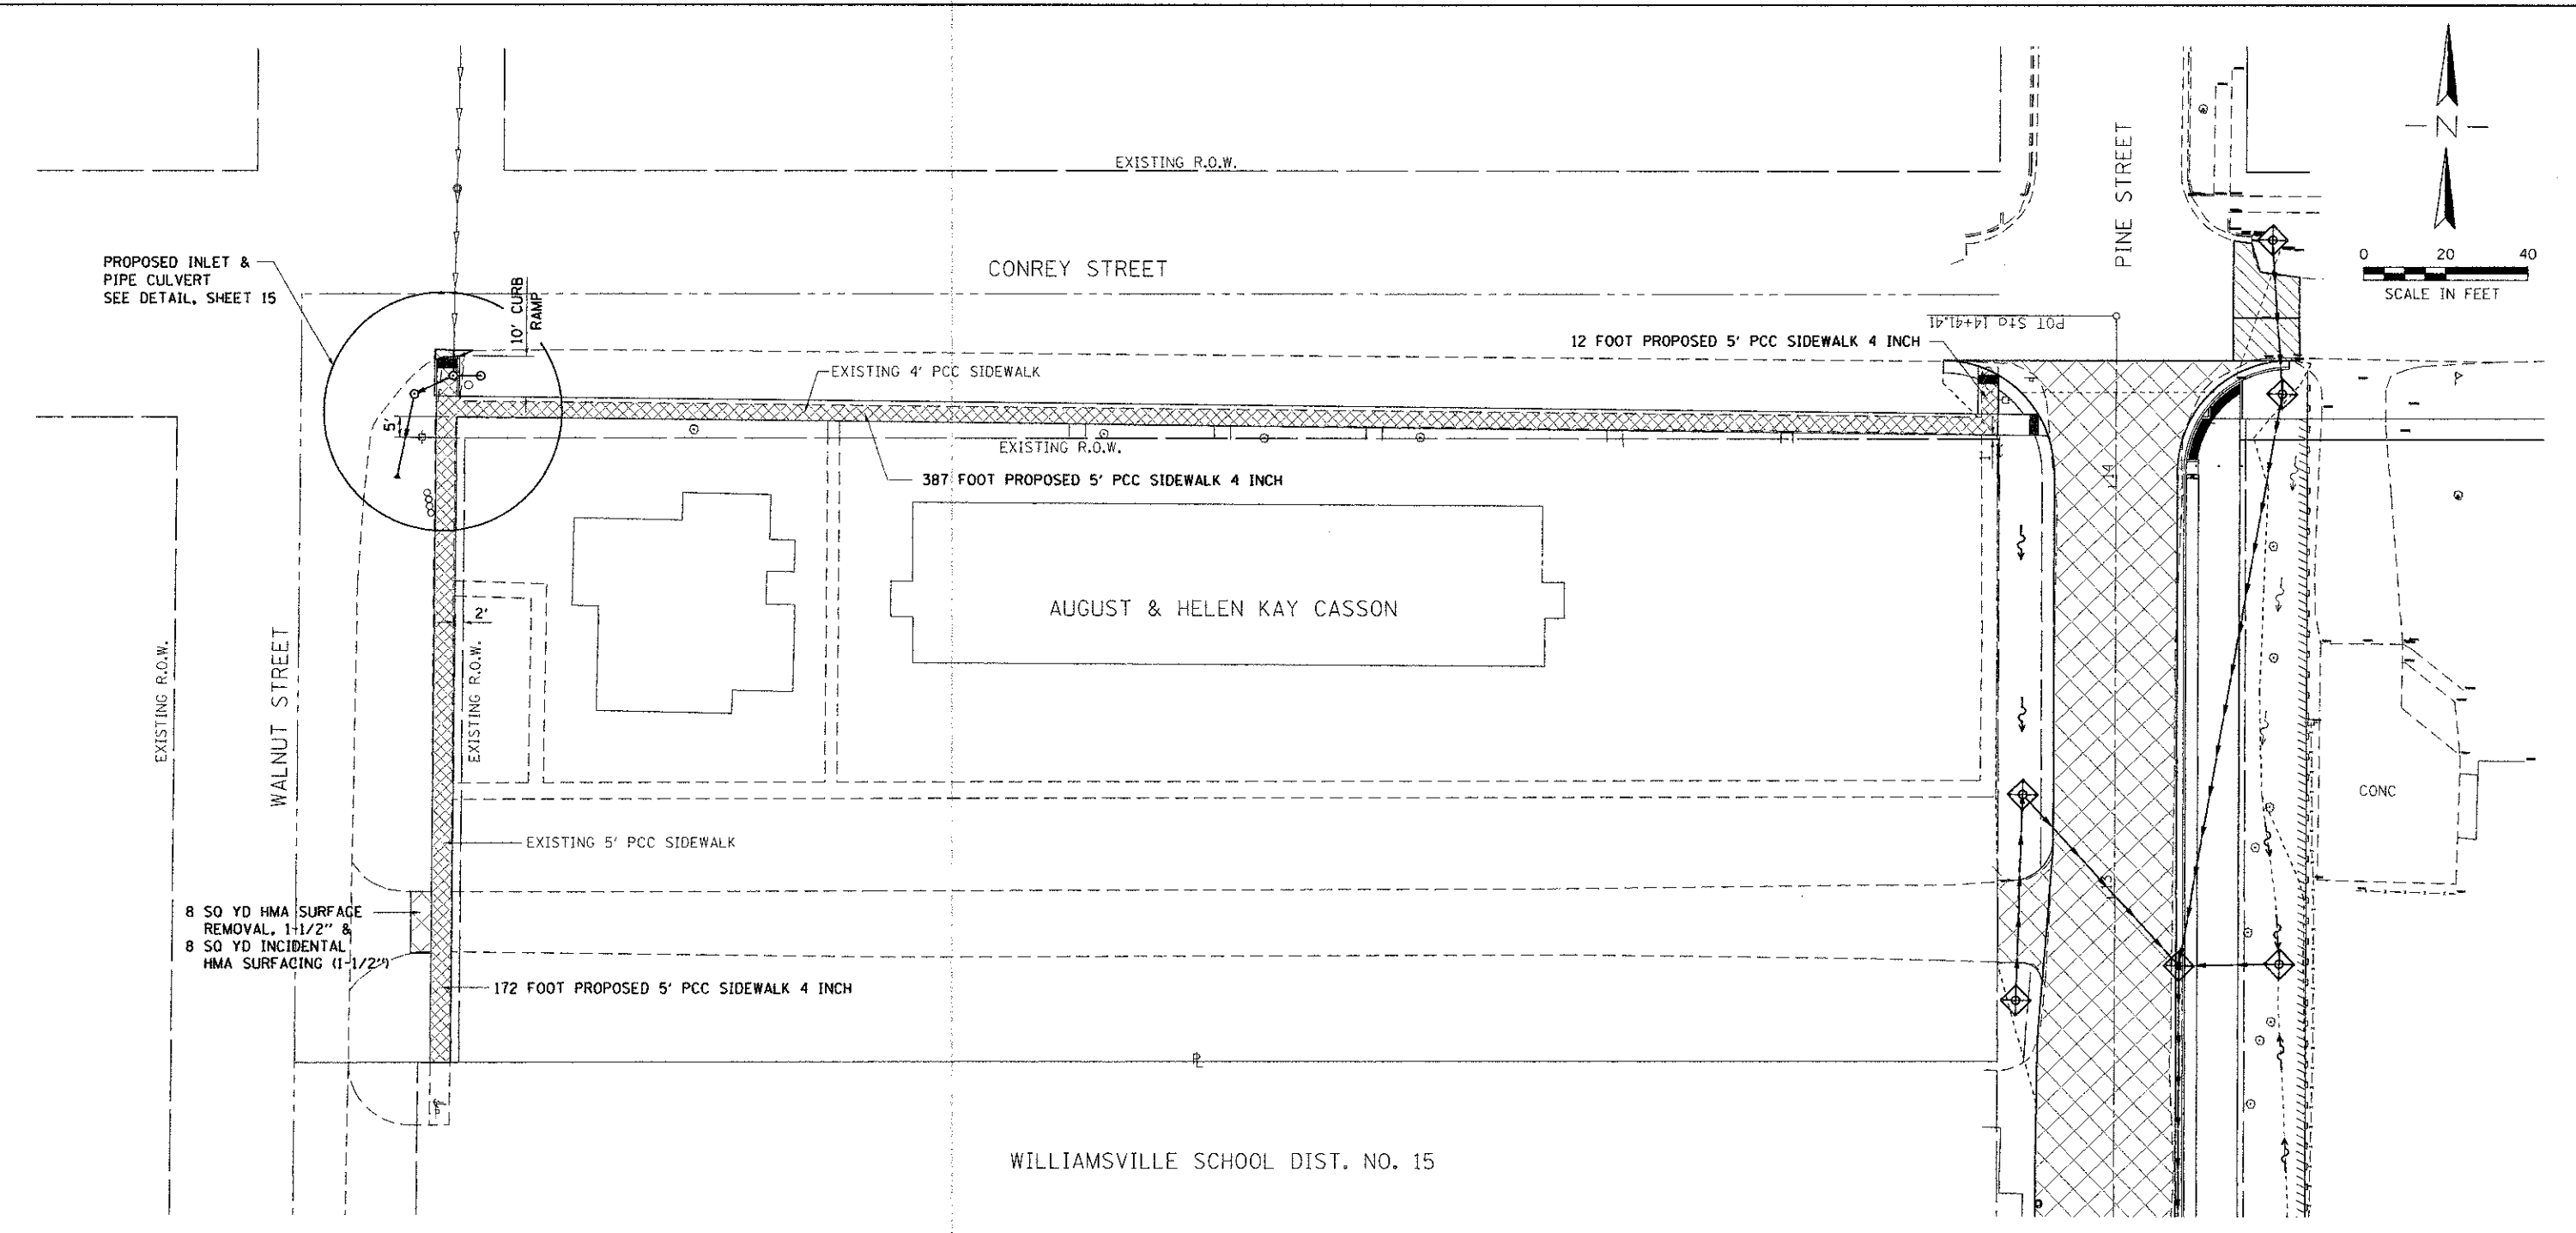 EXISTING R.O.W.
PINE STREET
N
PROPOSED INLET &
PIPE CULVERT
SEE DETAIL, SHEET 15
10' CURB
RAMP
CONREY STREET
0 20 40
SCALE IN FEET
POT Sta 14+41.41
12 FOOT PROPOSED 5' PCC SIDEWALK 4 INCH
EXISTING 4' PCC SIDEWALK
5'
EXISTING R.O.W.
387 FOOT PROPOSED 5' PCC SIDEWALK 4 INCH
14
AUGUST & HELEN KAY CASSON
2'
EXISTING R.O.W.
WALNUT STREET
EXISTING R.O.W.
CONC
EXISTING 5' PCC SIDEWALK
15
8 SQ YD HMA SURFACE
REMOVAL, 1-1/2" &
8 SQ YD INCIDENTAL
HMA SURFACING (1-1/2")
172 FOOT PROPOSED 5' PCC SIDEWALK 4 INCH
PL
WILLIAMSVILLE SCHOOL DIST. NO. 15